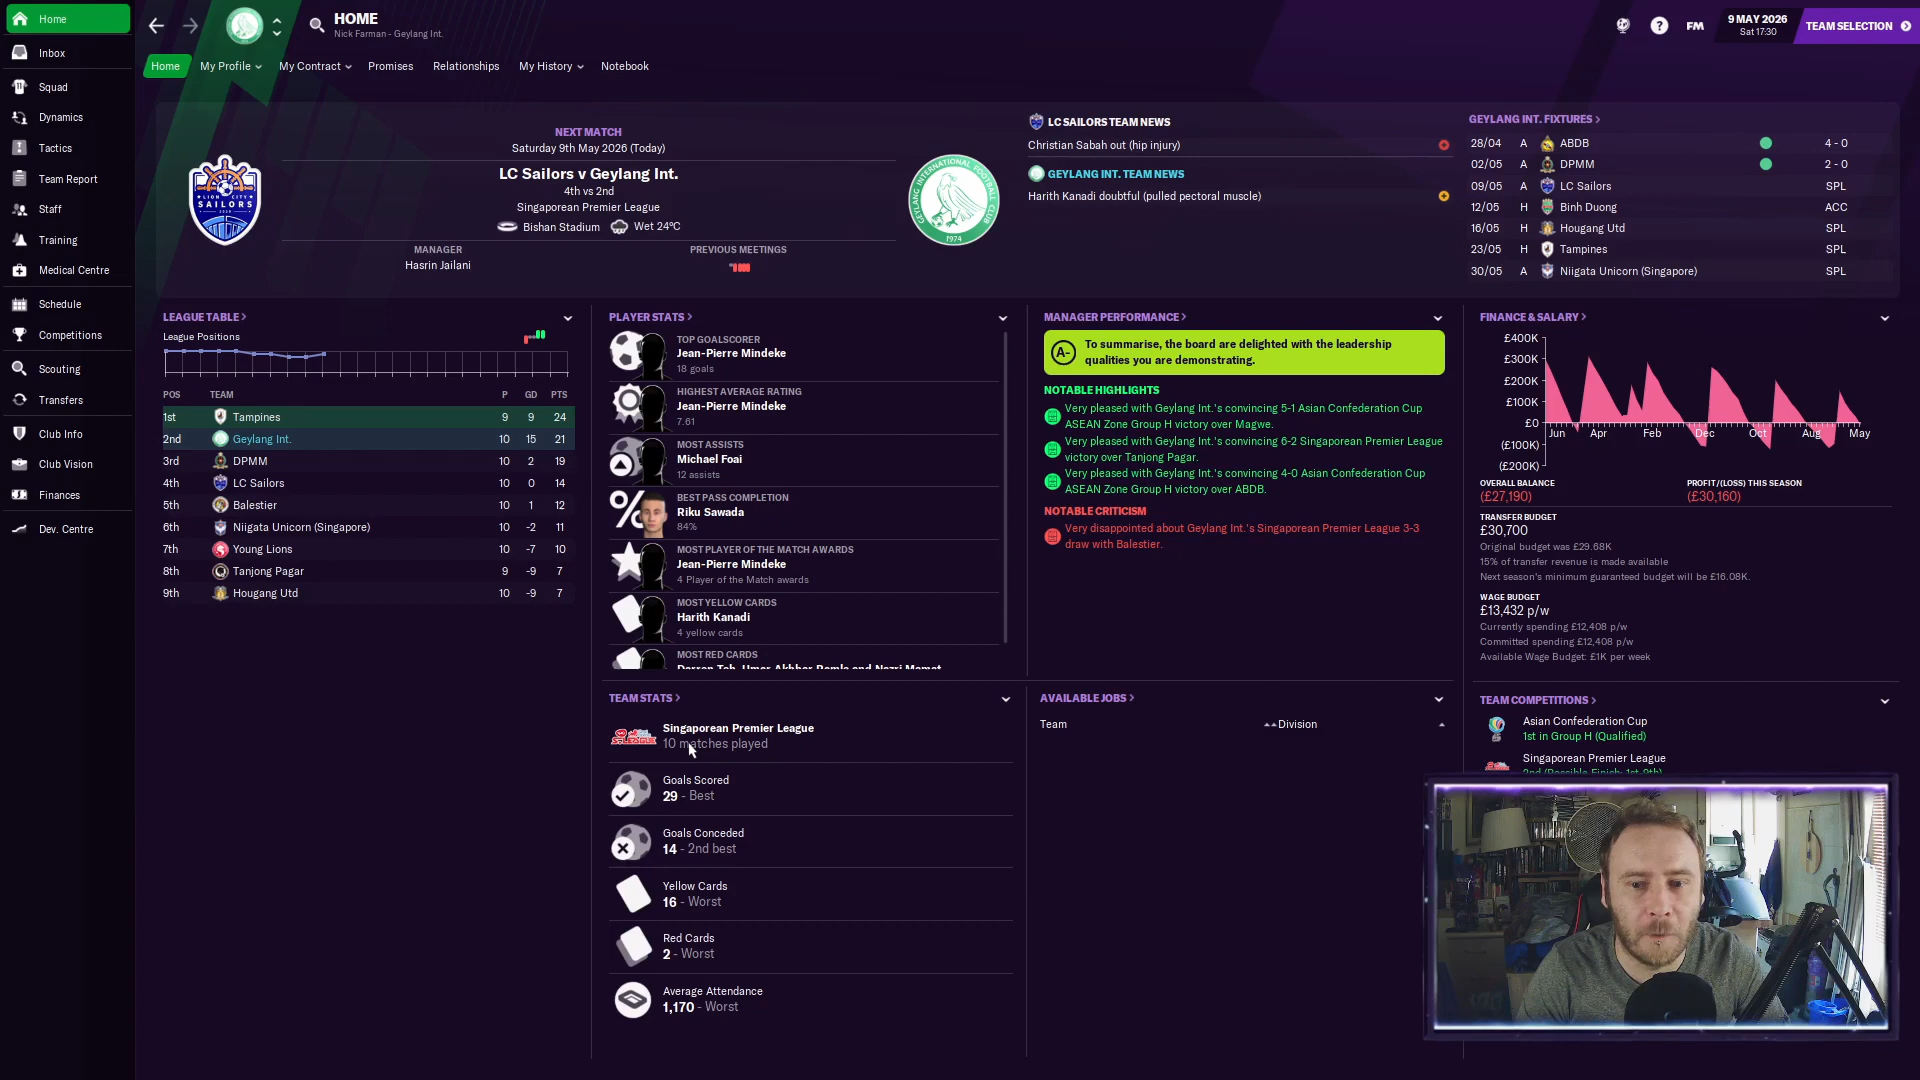 Home
Inbox
Squad
Dynamics
Tactics
Team Report
Staff
Training
Medical Centre
Schedule
Competitions
Scouting
Transfers
Club Info
Club Vision
Finances
Dev. Centre
HOME
Nick Farman - Geylang Int.
FM
9 MAY 2026
Sat 17:30
TEAM SELECTION
Home
My Profile
My Contract
Promises
Relationships
My History
Notebook
NEXT MATCH
Saturday 9th May 2026 (Today)
LC Sailors v Geylang Int.
4th vs 2nd
Singaporean Premier League
Bishan Stadium
Wet 24°C
MANAGER
Hasrin Jailani
PREVIOUS MEETINGS
LION CITY
SAILORS
GEYLANG INTERNATIONAL FOOTBALL CLUB
1974
LC SAILORS TEAM NEWS
Christian Sabah out (hip injury)
GEYLANG INT. TEAM NEWS
Harith Kanadi doubtful (pulled pectoral muscle)
GEYLANG INT. FIXTURES >
28/04 A ABDB 4 - 0
02/05 A DPMM 2 - 0
09/05 A LC Sailors SPL
12/05 H Binh Duong ACC
16/05 H Hougang Utd SPL
23/05 H Tampines SPL
30/05 A Niigata Unicorn (Singapore) SPL
LEAGUE TABLE >
League Positions
POS TEAM P GD PTS
1st Tampines 9 9 24
2nd Geylang Int. 10 15 21
3rd DPMM 10 2 19
4th LC Sailors 10 0 14
5th Balestier 10 1 12
6th Niigata Unicorn (Singapore) 10 -2 11
7th Young Lions 10 -7 10
8th Tanjong Pagar 9 -9 7
9th Hougang Utd 10 -9 7
PLAYER STATS >
TOP GOALSCORER
Jean-Pierre Mindeke
18 goals
HIGHEST AVERAGE RATING
Jean-Pierre Mindeke
7.61
MOST ASSISTS
Michael Foai
12 assists
BEST PASS COMPLETION
Riku Sawada
84%
MOST PLAYER OF THE MATCH AWARDS
Jean-Pierre Mindeke
4 Player of the Match awards
MOST YELLOW CARDS
Harith Kanadi
4 yellow cards
MOST RED CARDS
Darren Teh, Umar Akhbar Ramle and Nazri Mamat
MANAGER PERFORMANCE >
A-
To summarise, the board are delighted with the leadership
qualities you are demonstrating.
NOTABLE HIGHLIGHTS
Very pleased with Geylang Int.'s convincing 5-1 Asian Confederation Cup
ASEAN Zone Group H victory over Magwe.
Very pleased with Geylang Int.'s convincing 6-2 Singaporean Premier League
victory over Tanjong Pagar.
Very pleased with Geylang Int.'s convincing 4-0 Asian Confederation Cup
ASEAN Zone Group H victory over ABDB.
NOTABLE CRITICISM
Very disappointed about Geylang Int.'s Singaporean Premier League 3-3
draw with Balestier.
FINANCE & SALARY >
£400K
£300K
£200K
£100K
£0
(£100K)
(£200K)
Jun Apr Feb Dec Oct Aug May
OVERALL BALANCE
(£27,190)
PROFIT/(LOSS) THIS SEASON
(£30,160)
TRANSFER BUDGET
£30,700
Original budget was £29.68K
15% of transfer revenue is made available
Next season's minimum guaranteed budget will be £16.08K.
WAGE BUDGET
£13,432 p/w
Currently spending £12,408 p/w
Committed spending £12,408 p/w
Available Wage Budget: £1K per week
TEAM STATS >
Singaporean Premier League
10 matches played
Goals Scored
29 - Best
Goals Conceded
14 - 2nd best
Yellow Cards
16 - Worst
Red Cards
2 - Worst
Average Attendance
1,170 - Worst
AVAILABLE JOBS >
Team
Division
TEAM COMPETITIONS >
Asian Confederation Cup
1st in Group H (Qualified)
Singaporean Premier League
2nd (Possible Finish: 1st-9th)